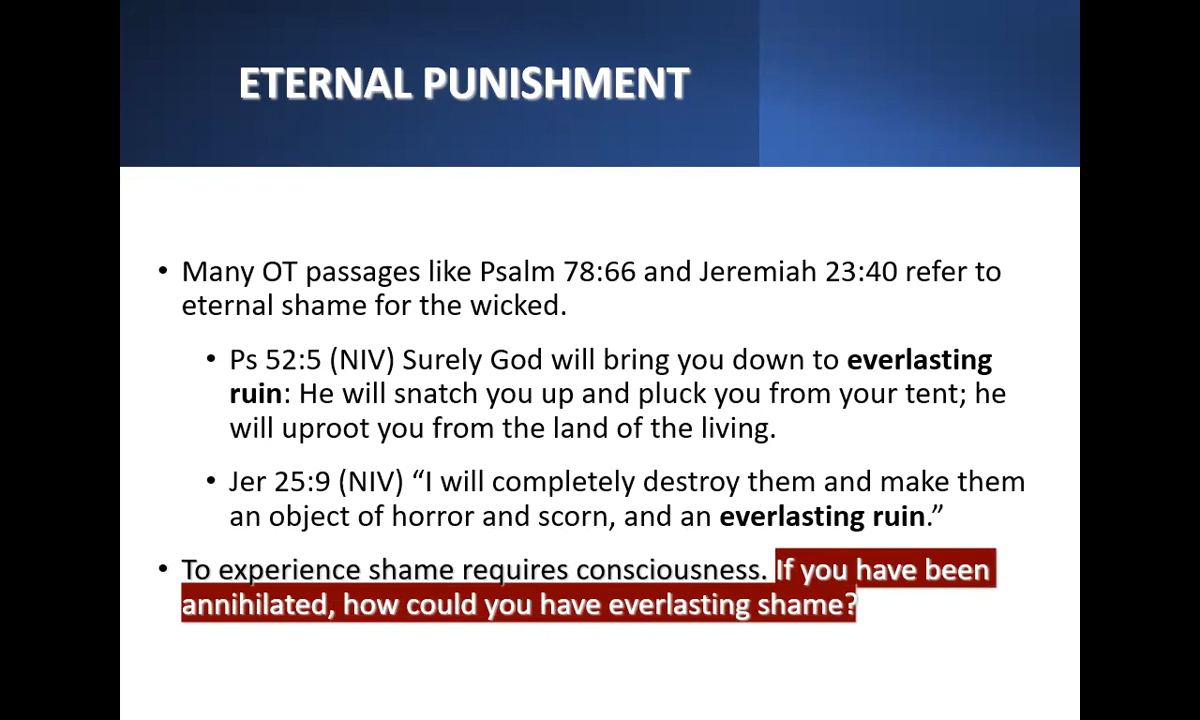 ETERNAL PUNISHMENT
• Many OT passages like Psalm 78:66 and Jeremiah 23:40 refer to
eternal shame for the wicked.
• Ps 52:5 (NIV) Surely God will bring you down to everlasting
ruin: He will snatch you up and pluck you from your tent; he
will uproot you from the land of the living.
• Jer 25:9 (NIV) “I will completely destroy them and make them
an object of horror and scorn, and an everlasting ruin.”
• To experience shame requires consciousness. If you have been
annihilated, how could you have everlasting shame?